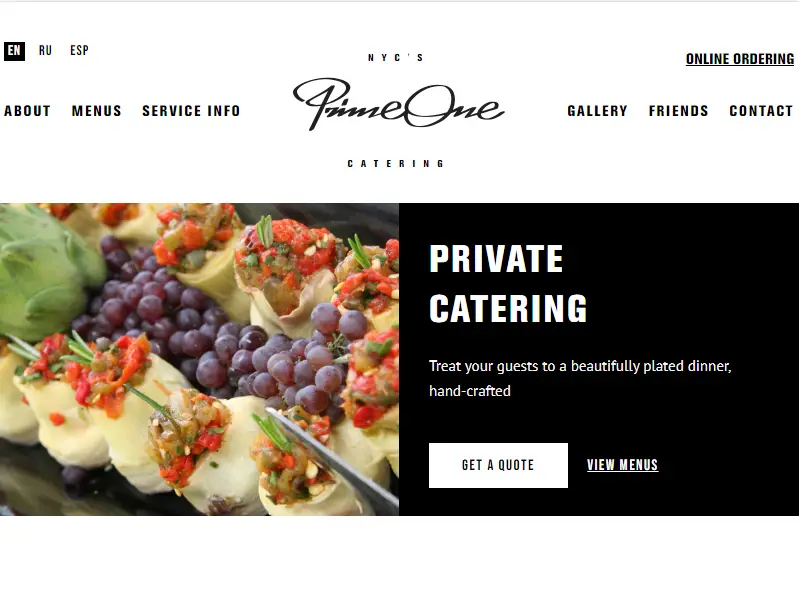 EN RU ESP
NYC'S
ONLINE ORDERING
ABOUT MENUS SERVICE INFO
PrimeOne
GALLERY FRIENDS CONTACT
CATERING
PRIVATE
CATERING
Treat your guests to a beautifully plated dinner,
hand-crafted
GET A QUOTE
VIEW MENUS